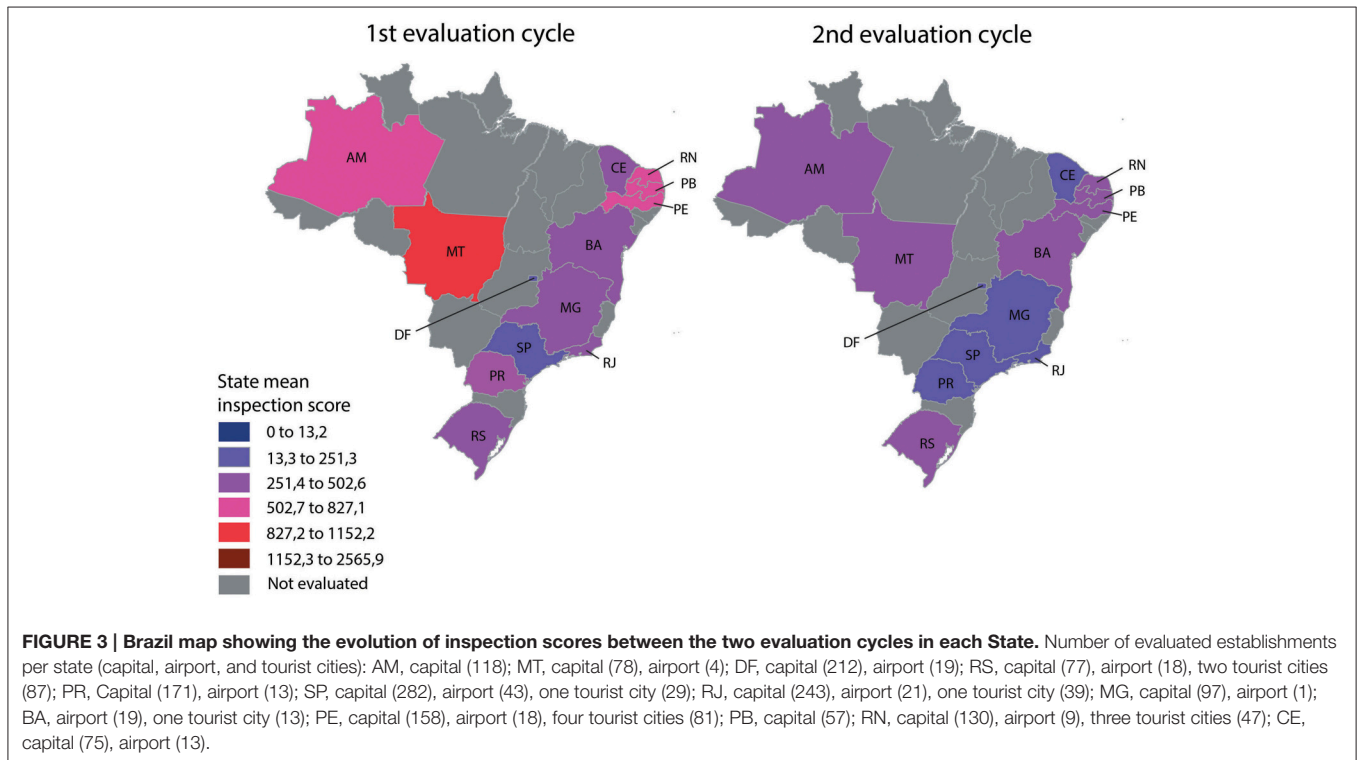 1st evaluation cycle
2nd evaluation cycle
AM
CE
RN
PB
PE
MT
BA
DF
MG
SP
RJ
PR
RS
AM
CE
RN
PB
PE
MT
BA
DF
MG
SP
RJ
PR
RS
State mean
inspection score
0 to 13,2
13,3 to 251,3
251,4 to 502,6
502,7 to 827,1
827,2 to 1152,2
1152,3 to 2565,9
Not evaluated
FIGURE 3 | Brazil map showing the evolution of inspection scores between the two evaluation cycles in each State. Number of evaluated establishments
per state (capital, airport, and tourist cities): AM, capital (118); MT, capital (78), airport (4); DF, capital (212), airport (19); RS, capital (77), airport (18), two tourist cities
(87); PR, Capital (171), airport (13); SP, capital (282), airport (43), one tourist city (29); RJ, capital (243), airport (21), one tourist city (39); MG, capital (97), airport (1);
BA, airport (19), one tourist city (13); PE, capital (158), airport (18), four tourist cities (81); PB, capital (57); RN, capital (130), airport (9), three tourist cities (47); CE,
capital (75), airport (13).